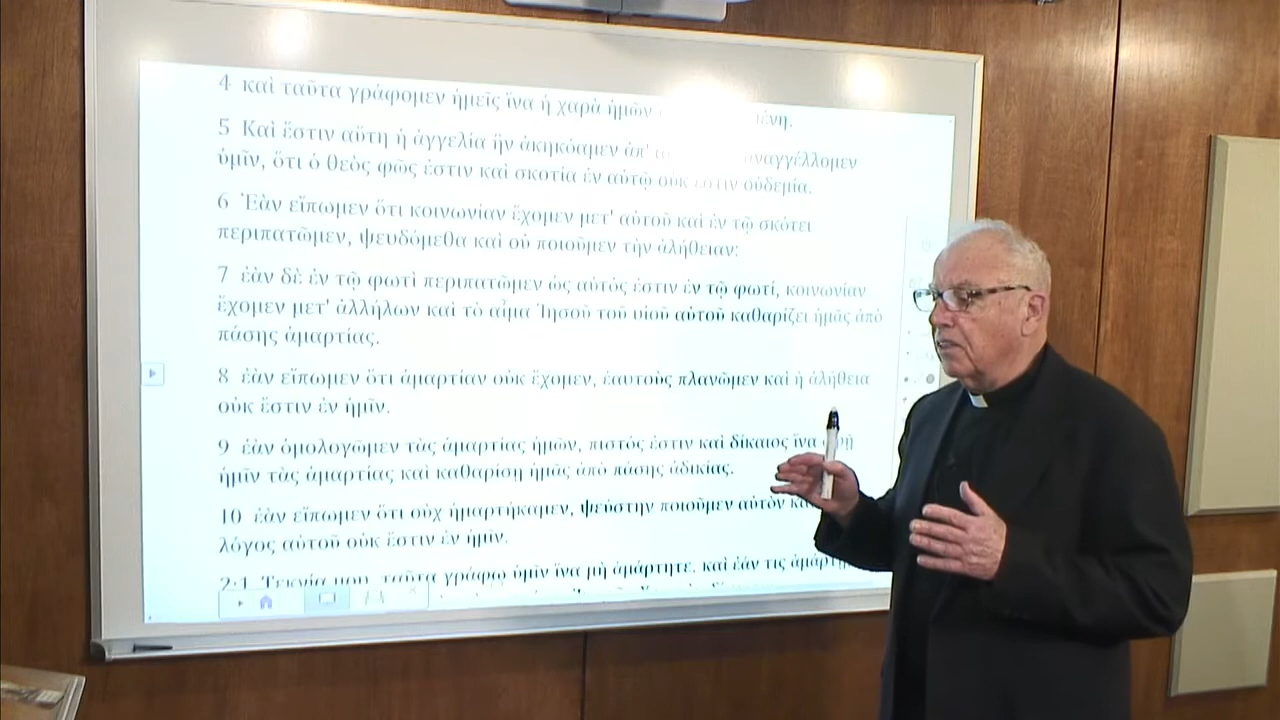 4 καὶ ταῦτα γράφομεν ἡμεῖς ἵνα ἡ χαρὰ ἡμῶν
5 Καὶ ἔστιν αὕτη ἡ ἀγγελία ἣν ἀκηκόαμεν ἀπ'
ὑμῖν, ὅτι ὁ θεὸς φῶς ἐστιν καὶ σκοτία ἐν αὐτῷ οὐκ ἔστιν οὐδεμία.
6 Ἐὰν εἴπωμεν ὅτι κοινωνίαν ἔχομεν μετ' αὐτοῦ καὶ ἐν τῷ σκότει
περιπατῶμεν, ψευδόμεθα καὶ οὐ ποιοῦμεν τὴν ἀλήθειαν·
7 ἐὰν δὲ ἐν τῷ φωτὶ περιπατῶμεν ὡς αὐτός ἐστιν ἐν τῷ φωτί, κοινωνίαν
ἔχομεν μετ' ἀλλήλων καὶ τὸ αἷμα Ἰησοῦ τοῦ υἱοῦ αὐτοῦ καθαρίζει ἡμᾶς ἀπὸ
πάσης ἁμαρτίας.
8 ἐὰν εἴπωμεν ὅτι ἁμαρτίαν οὐκ ἔχομεν, ἑαυτοὺς πλανῶμεν καὶ ἡ ἀλήθεια
οὐκ ἔστιν ἐν ἡμῖν.
9 ἐὰν ὁμολογῶμεν τὰς ἁμαρτίας ἡμῶν, πιστός ἐστιν καὶ δίκαιος ἵνα
ἡμῖν τὰς ἁμαρτίας καὶ καθαρίσῃ ἡμᾶς ἀπὸ πάσης ἀδικίας.
10 ἐὰν εἴπωμεν ὅτι οὐχ ἡμαρτήκαμεν, ψεύστην ποιοῦμεν αὐτὸν
λόγος αὐτοῦ οὐκ ἔστιν ἐν ἡμῖν.
2:1 Τεκνία μου, ταῦτα γράφω ὑμῖν ἵνα μὴ ἁμάρτητε. καὶ ἐάν τις